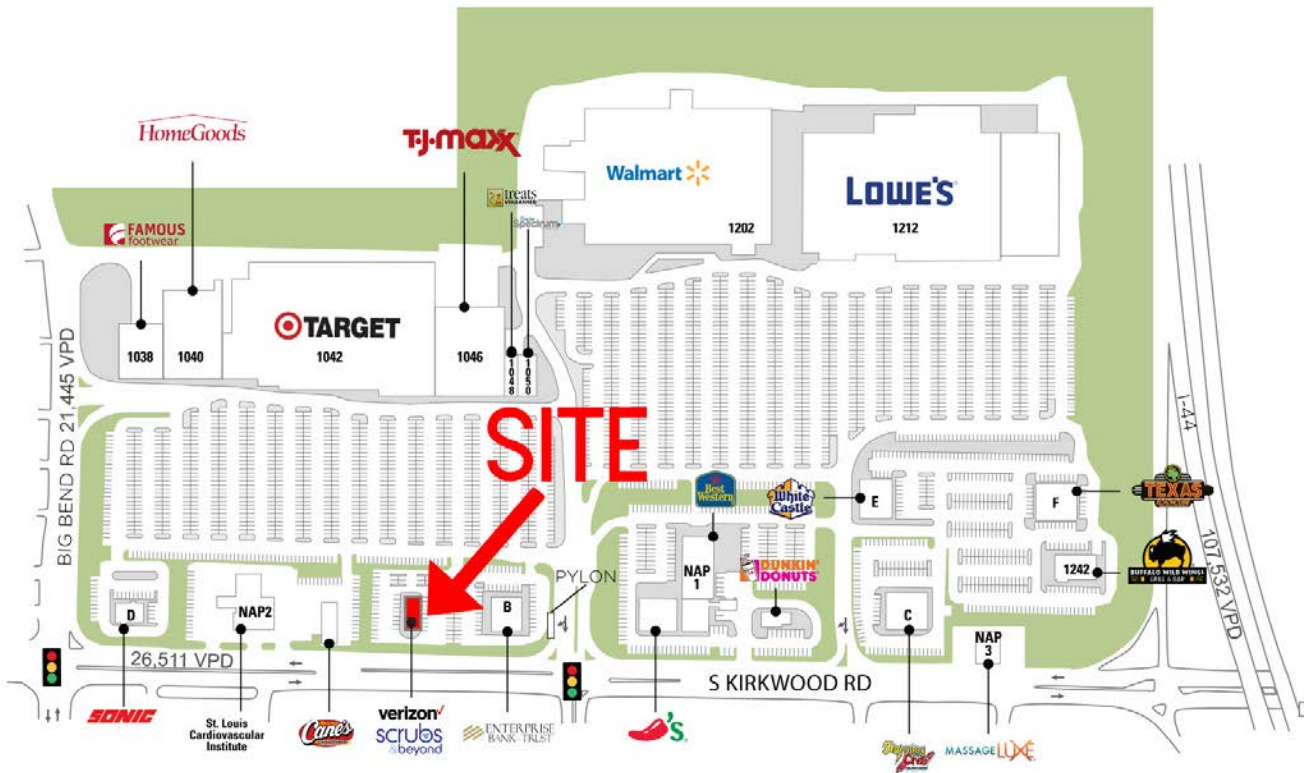 HomeGoods
T.J.maxx
treats
UNLEASHED
Spectrum
FAMOUS
footwear
Walmart
1202
LOWE'S
1212
TARGET
1038
1040
1042
1046
1048
1050
BIG BEND RD 21,445 VPD
SITE
I-44
107,532 VPD
Best
Western
White
Castle
E
F
TEXAS
DUNKIN'
DONUTS
NAP
1
1242
BUFFALO WILD WINGS
GRILL & BAR
PYLON
D
NAP2
B
C
NAP
3
26,511 VPD
S KIRKWOOD RD
SONIC
St. Louis
Cardiovascular
Institute
Cane's
verizon
scrubs
& beyond
ENTERPRISE
BANK & TRUST
's
MASSAGE LUXE